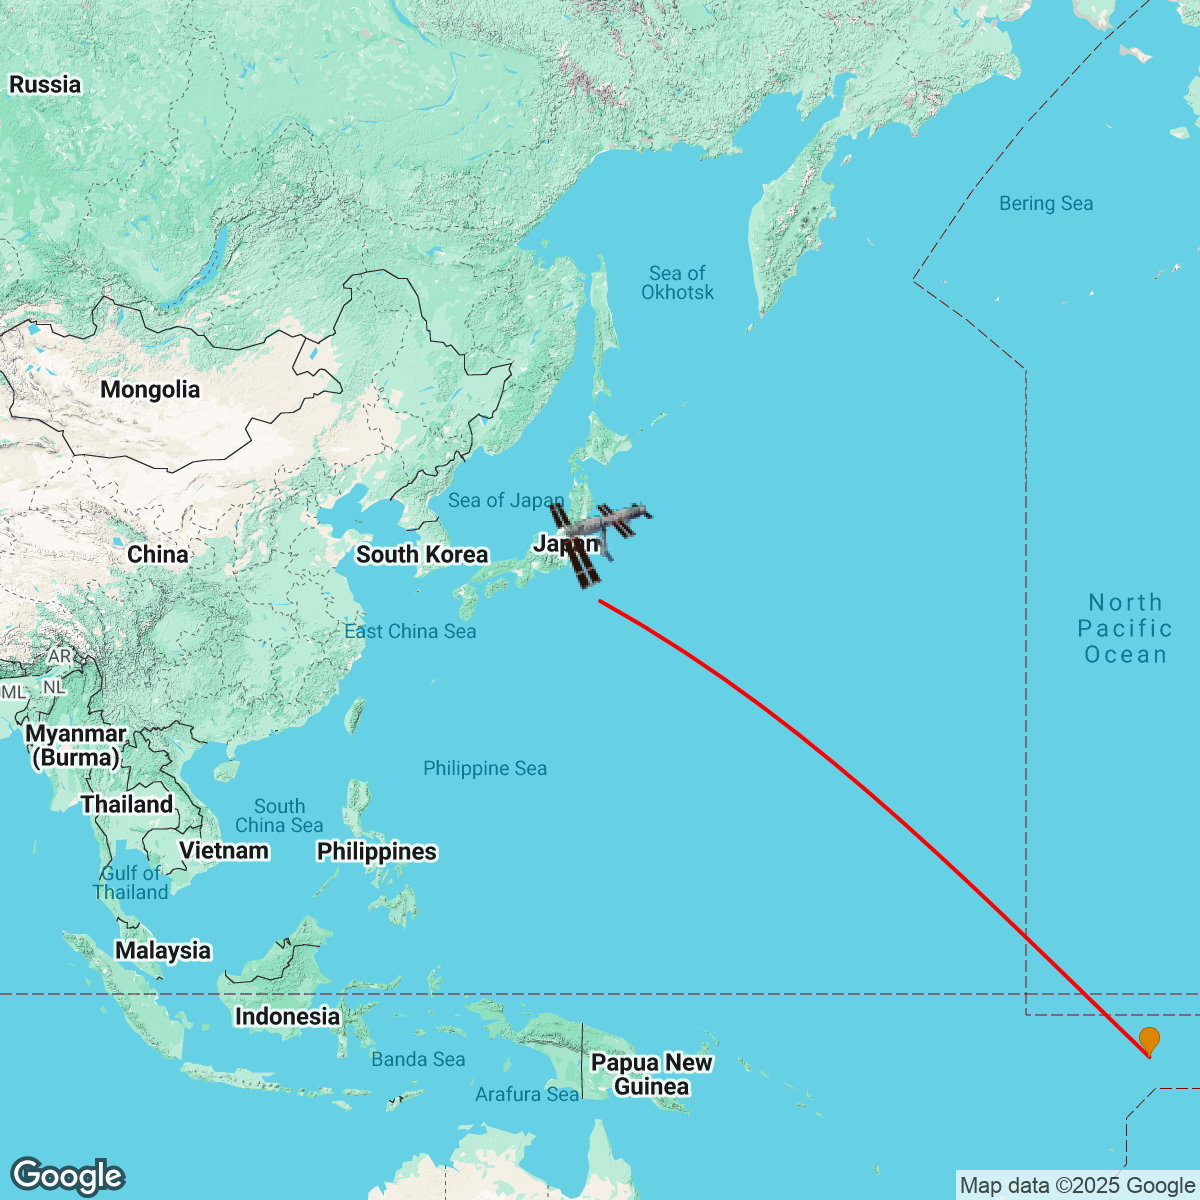 Russia
Bering Sea
Sea of
Okhotsk
Mongolia
Sea of Japan
China
South Korea
Japan
North
Pacific
Ocean
East China Sea
AR
ML
NL
Myanmar
(Burma)
Philippine Sea
Thailand
South
China Sea
Vietnam
Philippines
Gulf of
Thailand
Malaysia
Indonesia
Banda Sea
Papua New
Guinea
Arafura Sea
Google
Map data ©2025 Google